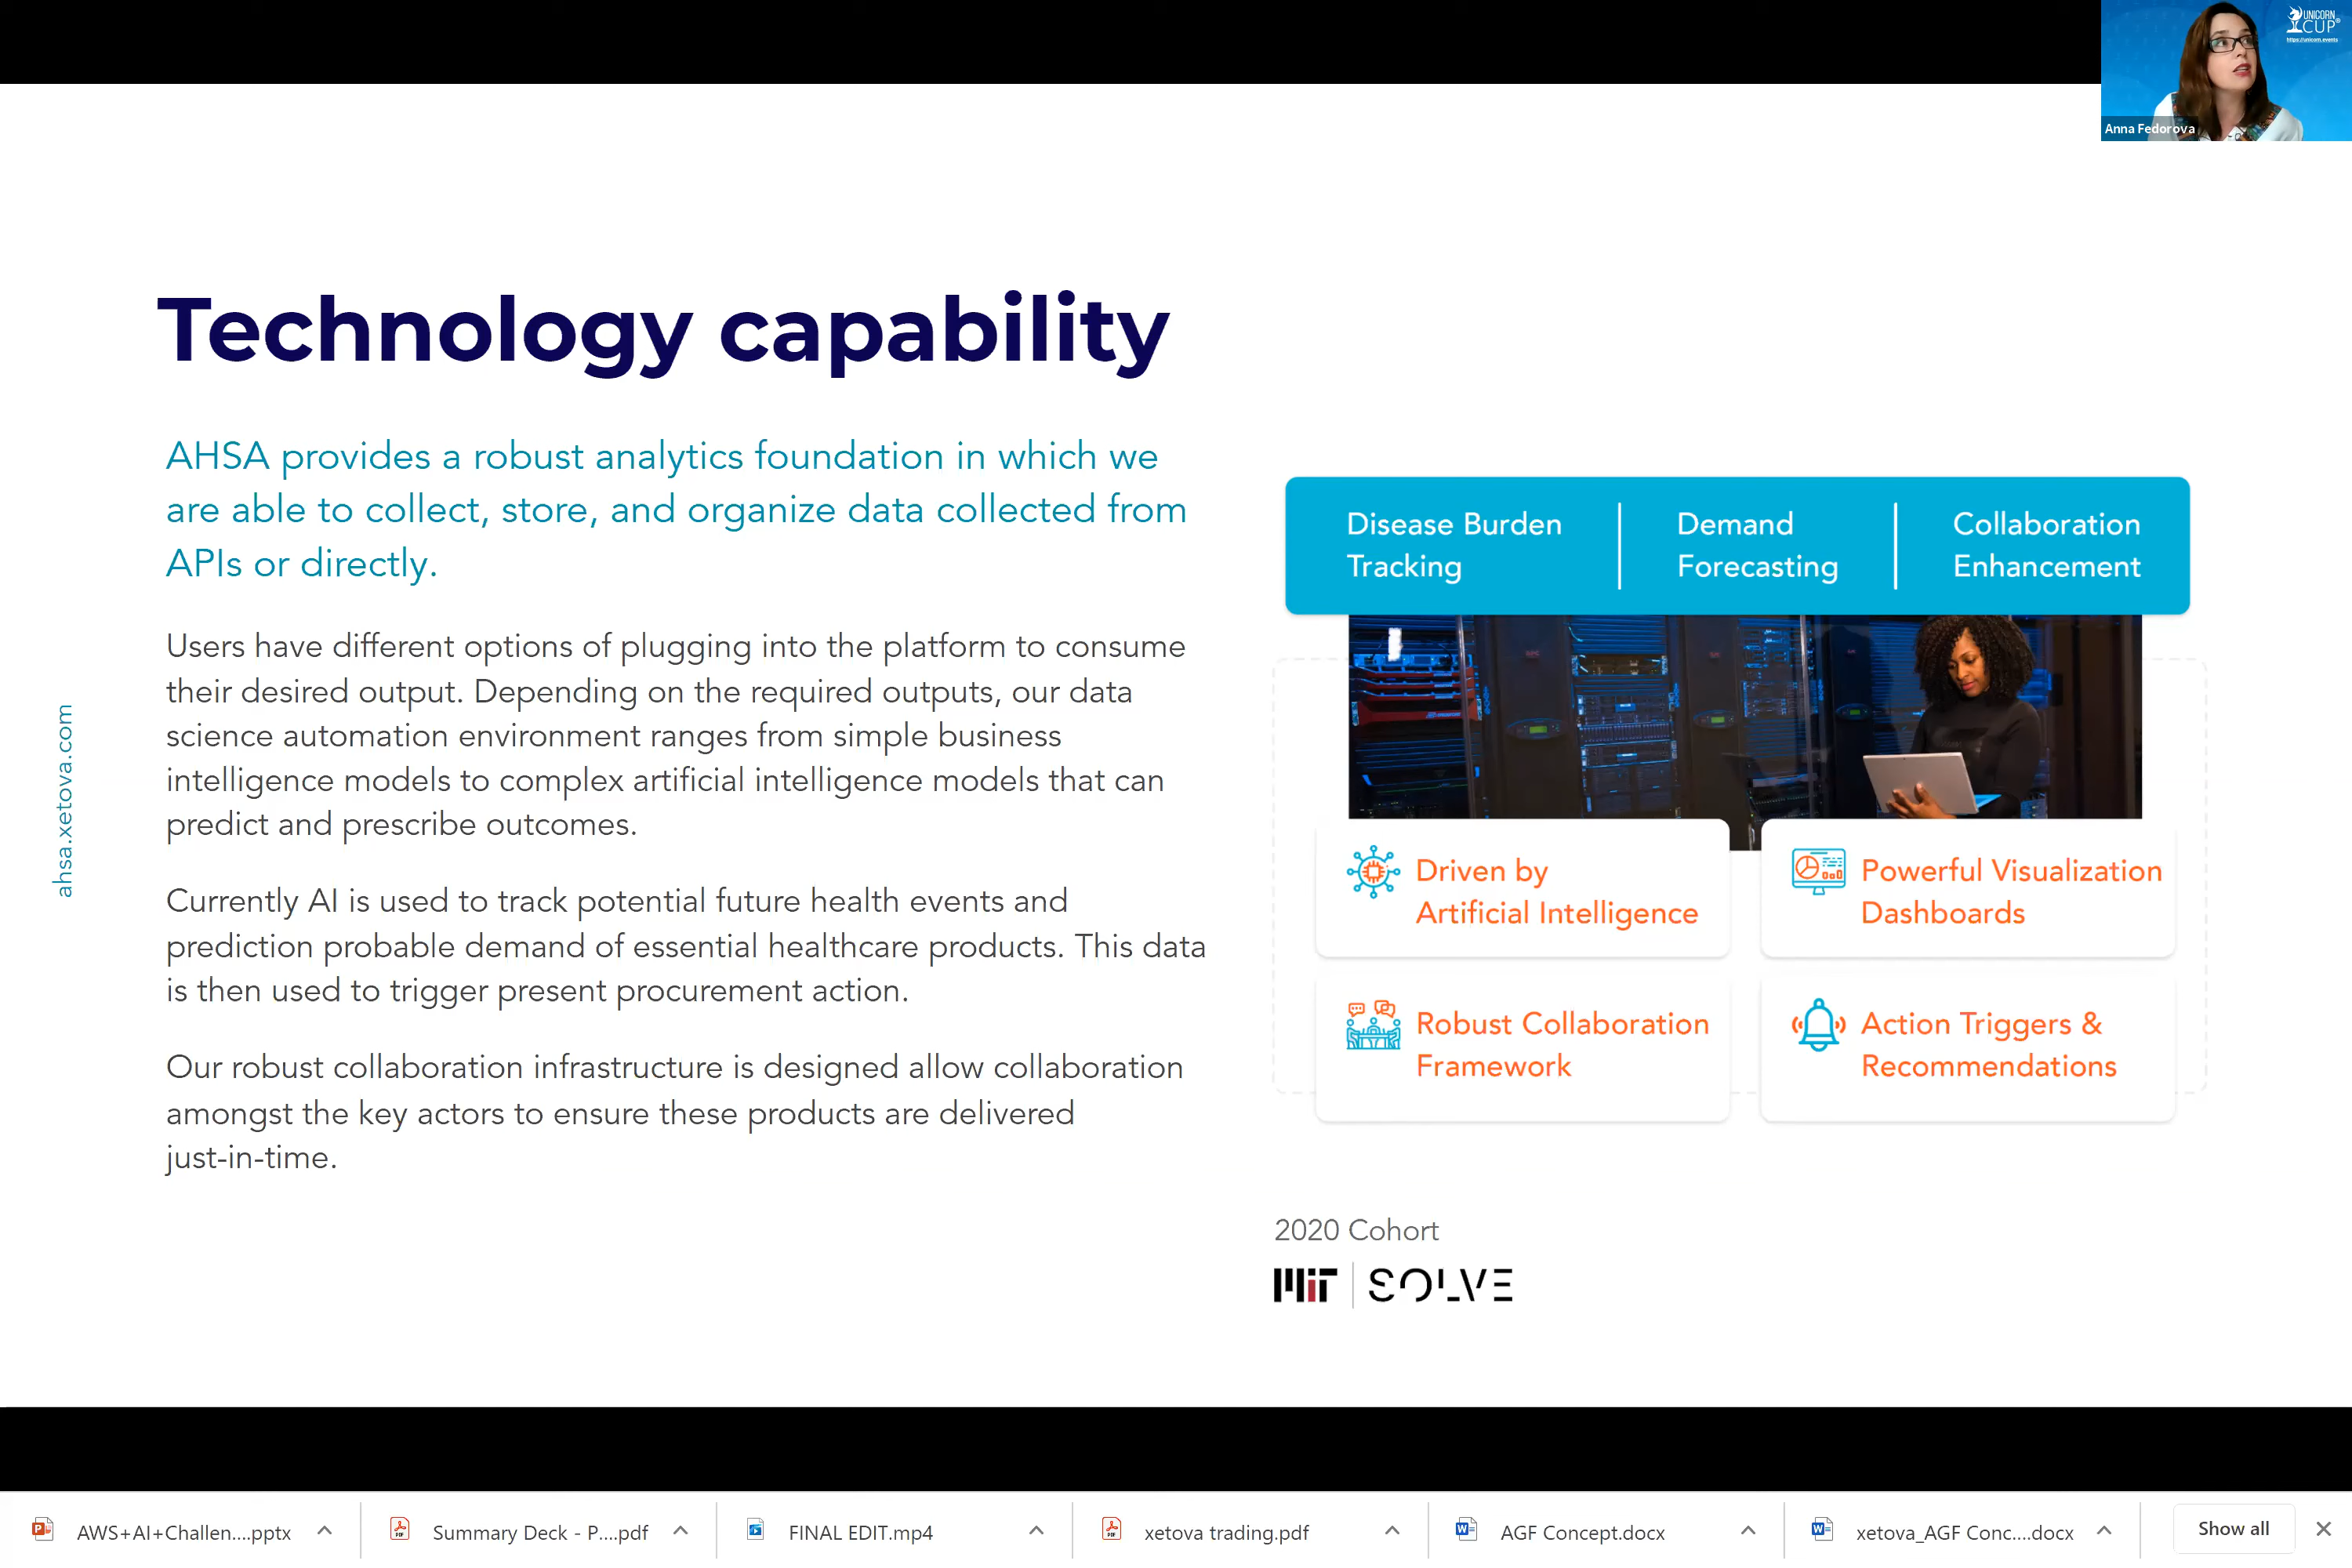 UNICORN
CUP®
https://unicorn.events
Anna Fedorova
Technology capability
AHSA provides a robust analytics foundation in which we
are able to collect, store, and organize data collected from
APIs or directly.
Users have different options of plugging into the platform to consume
their desired output. Depending on the required outputs, our data
science automation environment ranges from simple business
intelligence models to complex artificial intelligence models that can
predict and prescribe outcomes.
Currently AI is used to track potential future health events and
prediction probable demand of essential healthcare products. This data
is then used to trigger present procurement action.
Our robust collaboration infrastructure is designed allow collaboration
amongst the key actors to ensure these products are delivered
just-in-time.
ahsa.xetova.com
Disease Burden
Tracking
Demand
Forecasting
Collaboration
Enhancement
Driven by
Artificial Intelligence
Powerful Visualization
Dashboards
Robust Collaboration
Framework
Action Triggers &
Recommendations
2020 Cohort
MIT SOLVE
AWS+AI+Challen....pptx
Summary Deck - P....pdf
FINAL EDIT.mp4
xetova trading.pdf
AGF Concept.docx
xetova_AGF Conc....docx
Show all